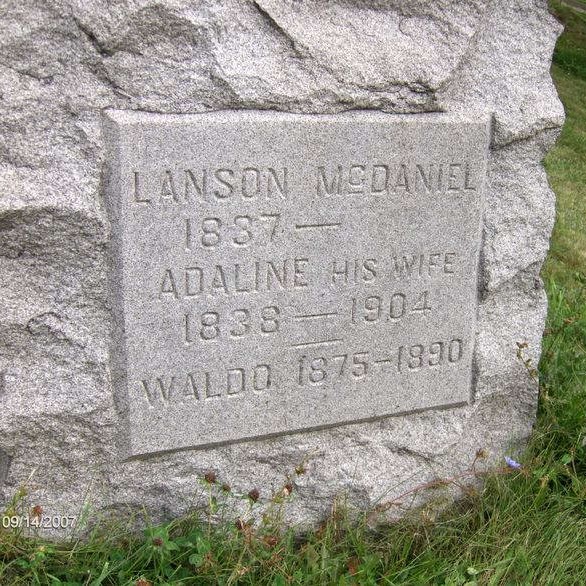 LANSON McDANIEL
1837 —
ADALINE HIS WIFE
1838 — 1904
—
WALDO 1875-1890
09/14/2007